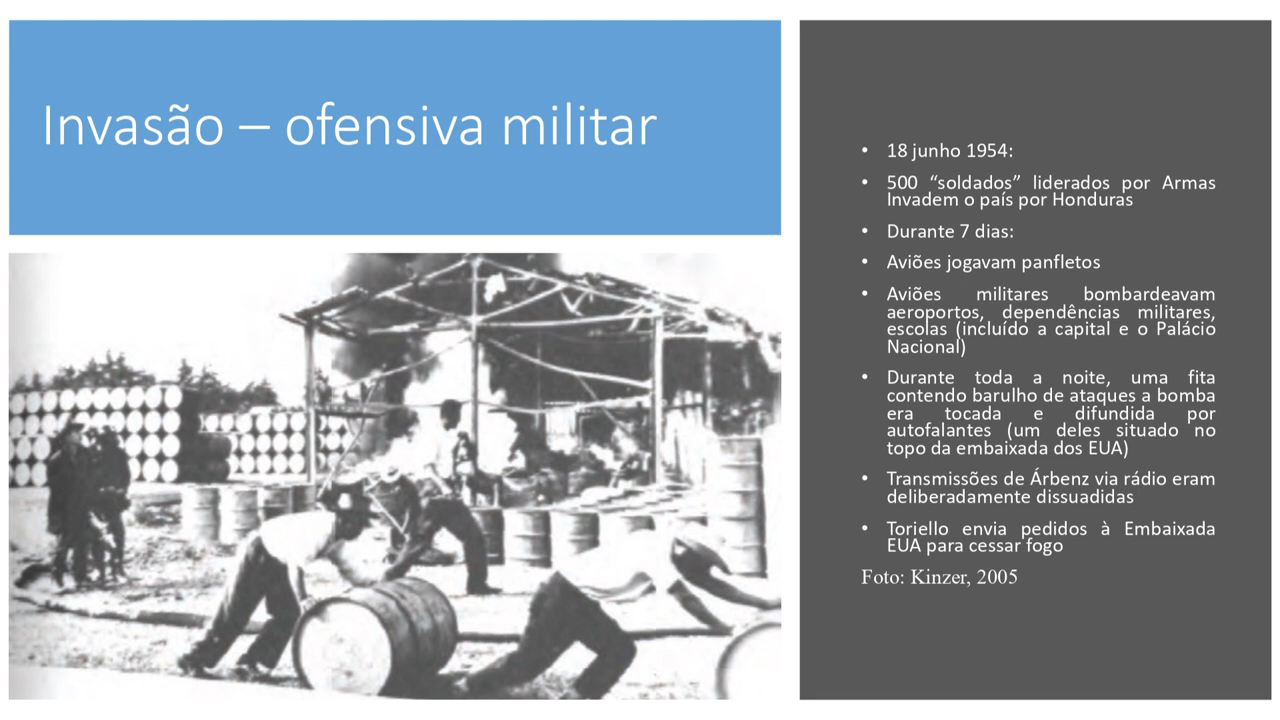 Invasão – ofensiva militar
• 18 junho 1954:
• 500 “soldados” liderados por Armas
Invadem o país por Honduras
• Durante 7 dias:
• Aviões jogavam panfletos
• Aviões militares bombardeavam
aeroportos, dependências militares,
escolas (incluído a capital e o Palácio
Nacional)
• Durante toda a noite, uma fita
contendo barulho de ataques a bomba
era tocada e difundida por
autofalantes (um deles situado no
topo da embaixada dos EUA)
• Transmissões de Árbenz via rádio eram
deliberadamente dissuadidas
• Toriello envia pedidos à Embaixada
EUA para cessar fogo
Foto: Kinzer, 2005